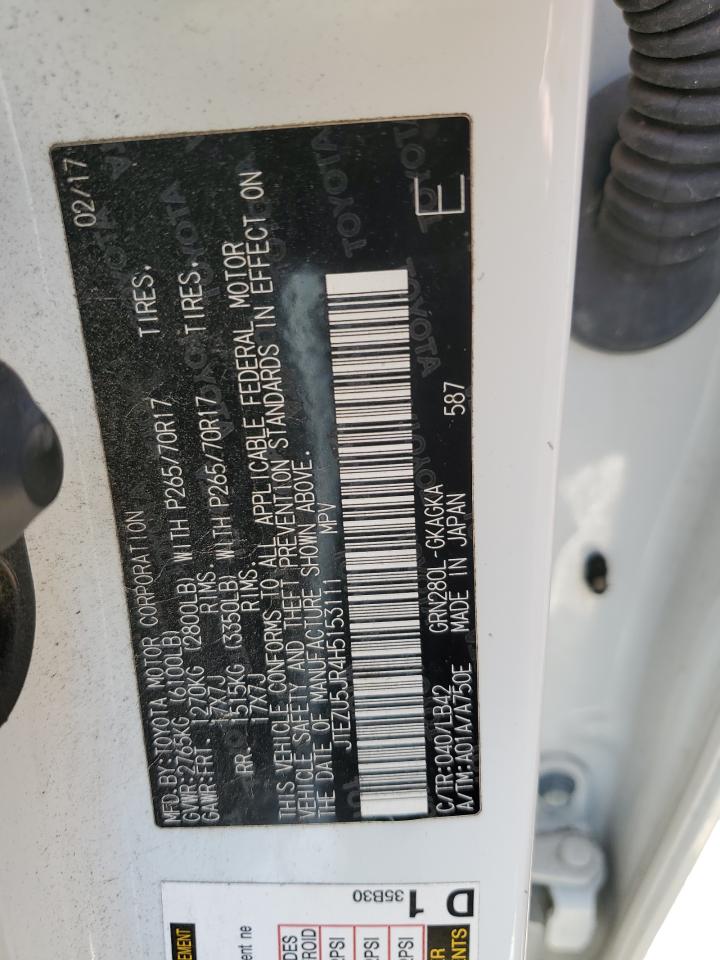 MFD. BY: TOYOTA MOTOR CORPORATION 02/17
GVWR: 2765KG (6100LB)
GAWR: FRT. 1270KG (2800LB) WITH P265/70R17 TIRES.
17X7J RIMS.
RR. 1515KG (3350LB) WITH P265/70R17 TIRES.
17X7J RIMS.
THIS VEHICLE CONFORMS TO ALL APPLICABLE FEDERAL MOTOR
VEHICLE SAFETY AND THEFT PREVENTION STANDARDS IN EFFECT ON
THE DATE OF MANUFACTURE SHOWN ABOVE.
JTEZU5JR4H5153111 MPV
C/TR: 040/LB42 GRN280L-GKAGKA 587
A/TM: A01A/A750E MADE IN JAPAN E
TOYOTA
D 1
35B30